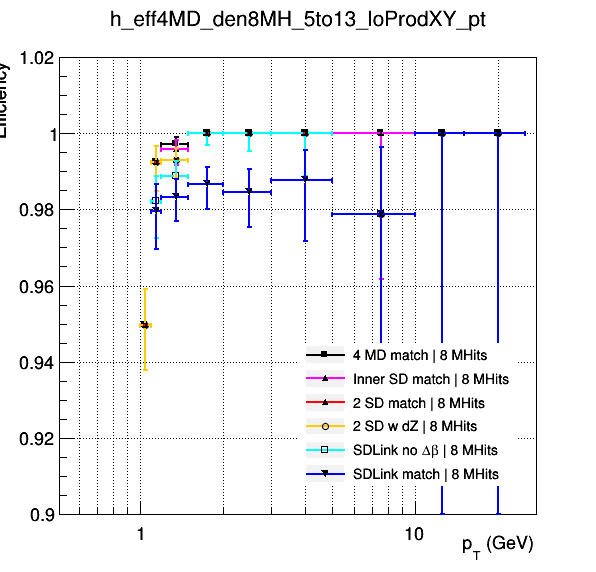 h_eff4MD_den8MH_5to13_loProdXY_pt
Efficiency
1.02
1
0.98
0.96
0.94
0.92
0.9
4 MD match | 8 MHits
Inner SD match | 8 MHits
2 SD match | 8 MHits
2 SD w dZ | 8 MHits
SDLink no Δβ | 8 MHits
SDLink match | 8 MHits
1
10
p_T (GeV)